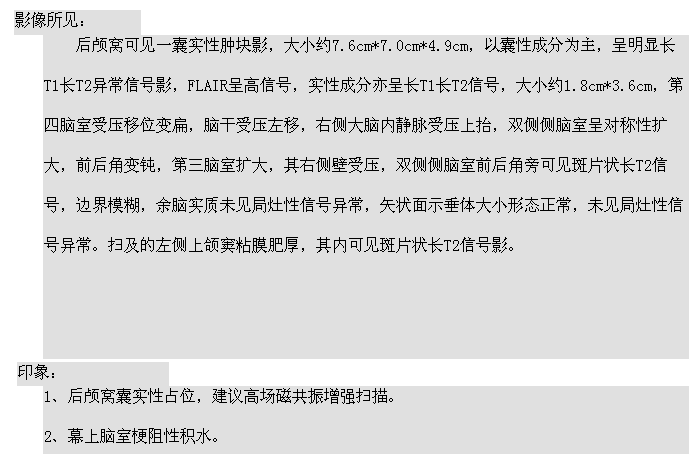 影像所见：
后颅窝可见一囊实性肿块影，大小约7.6cm*7.0cm*4.9cm，以囊性成分为主，呈明显长
T1长T2异常信号影，FLAIR呈高信号，实性成分亦呈长T1长T2信号，大小约1.8cm*3.6cm，第
四脑室受压移位变扁，脑干受压左移，右侧大脑内静脉受压上抬，双侧侧脑室呈对称性扩
大，前后角变钝，第三脑室扩大，其右侧壁受压，双侧侧脑室前后角旁可见斑片状长T2信
号，边界模糊，余脑实质未见局灶性信号异常，矢状面示垂体大小形态正常，未见局灶性信
号异常。扫及的左侧上颌窦粘膜肥厚，其内可见斑片状长T2信号影。
印象：
1、后颅窝囊实性占位，建议高场磁共振增强扫描。
2、幕上脑室梗阻性积水。